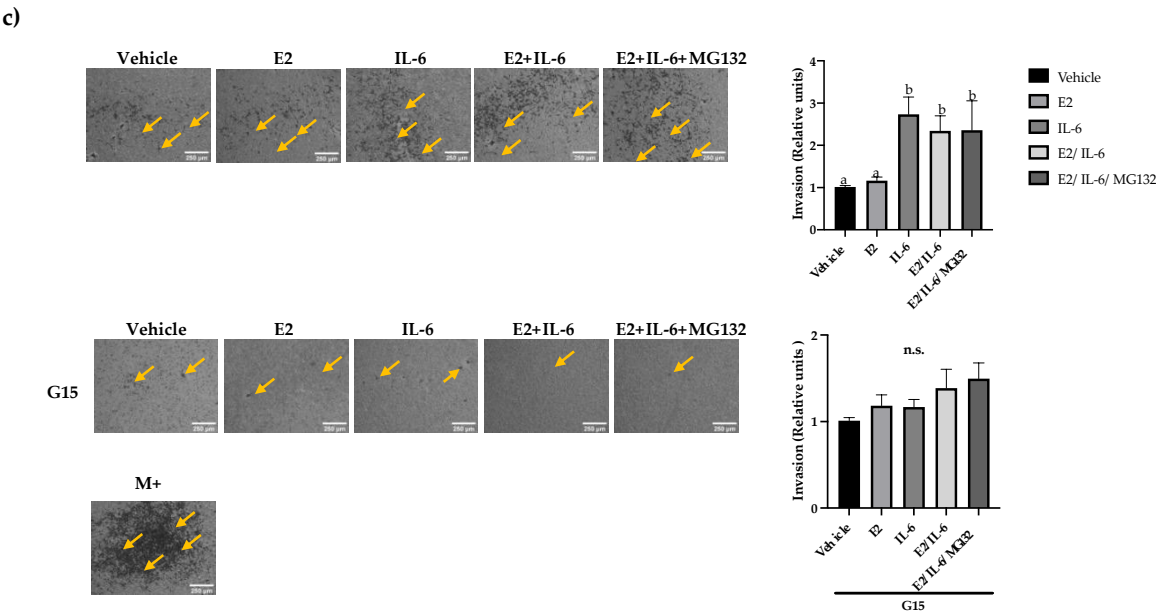 c)
Vehicle E2 IL-6 E2+IL-6 E2+IL-6+MG132
250 µm 250 µm 250 µm 250 µm 250 µm
Invasion (Relative units)
4
3
2
1
0
a a b b b
Vehicle
E2
IL-6
E2/ IL-6
E2/ IL-6/ MG132
Vehicle
E2
IL-6
E2/ IL-6
E2/ IL-6/ MG132
Vehicle E2 IL-6 E2+IL-6 E2+IL-6+MG132
G15
250 µm 250 µm 250 µm 250 µm 250 µm
Invasion (Relative units )
2
1
0
n.s.
Vehicle
E2
IL-6
E2/ IL-6
E2/ IL-6/ MG132
G15
M+
250 µm